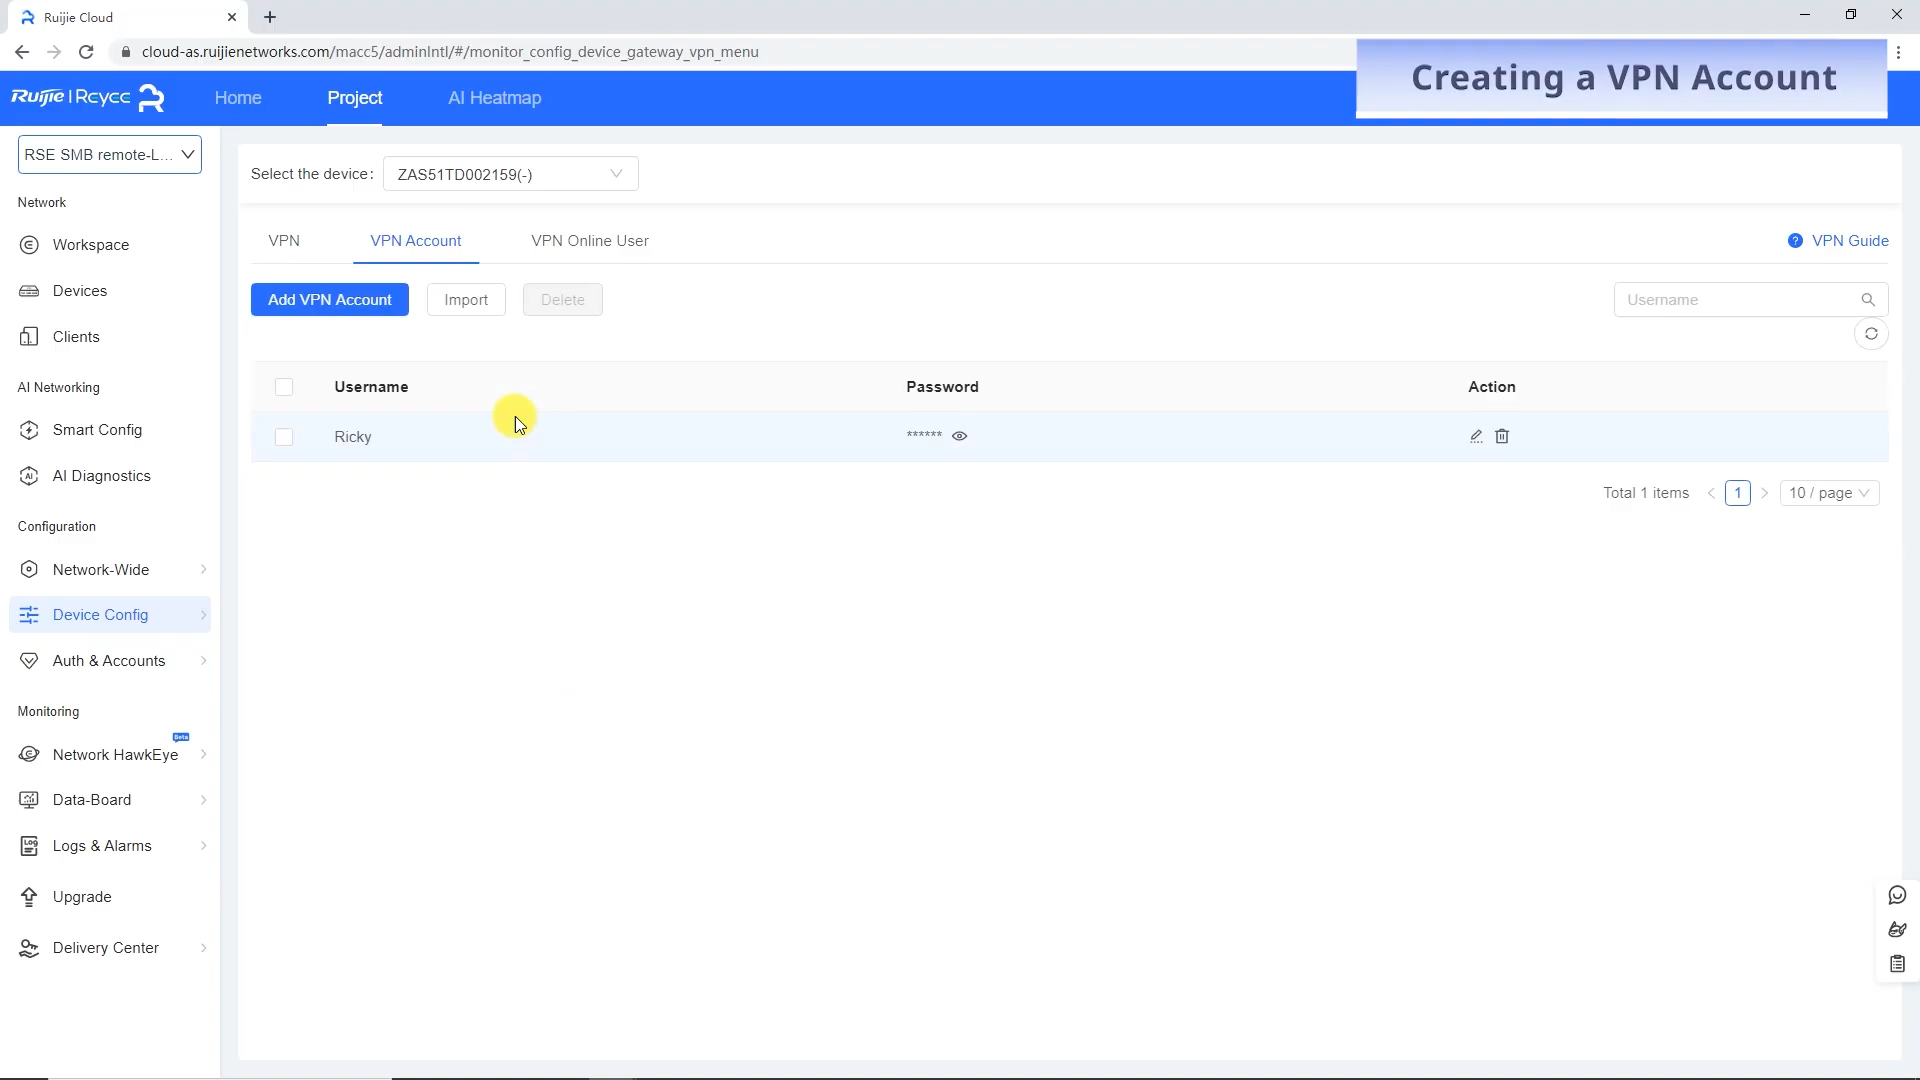 Ruijie Cloud
cloud-as.ruijienetworks.com/macc5/adminIntl/#/monitor_config_device_gateway_vpn_menu
Creating a VPN Account
Ruijie | Rcycc
Home
Project
AI Heatmap
RSE SMB remote-L...
Select the device:
ZAS51TD002159(-)
Network
Workspace
Devices
Clients
AI Networking
Smart Config
AI Diagnostics
Configuration
Network-Wide
Device Config
Auth & Accounts
Monitoring
Beta
Network HawkEye
Data-Board
Logs & Alarms
Upgrade
Delivery Center
VPN
VPN Account
VPN Online User
VPN Guide
Add VPN Account
Import
Delete
Username
Username
Password
Action
Ricky
******
Total 1 items
1
10 / page